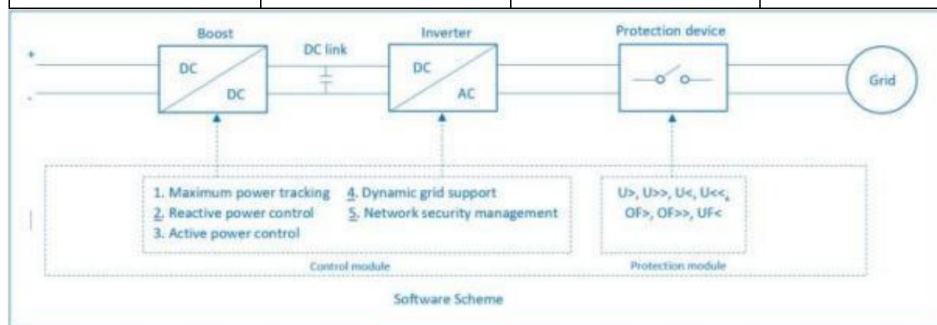 Boost
DC link
Inverter
Protection device
+
-
DC
DC
DC
AC
Grid
1. Maximum power tracking
2. Reactive power control
3. Active power control
4. Dynamic grid support
5. Network security management
U>, U>>, U<, U<<,
OF>, OF>>, UF<
Control module
Protection module
Software Scheme